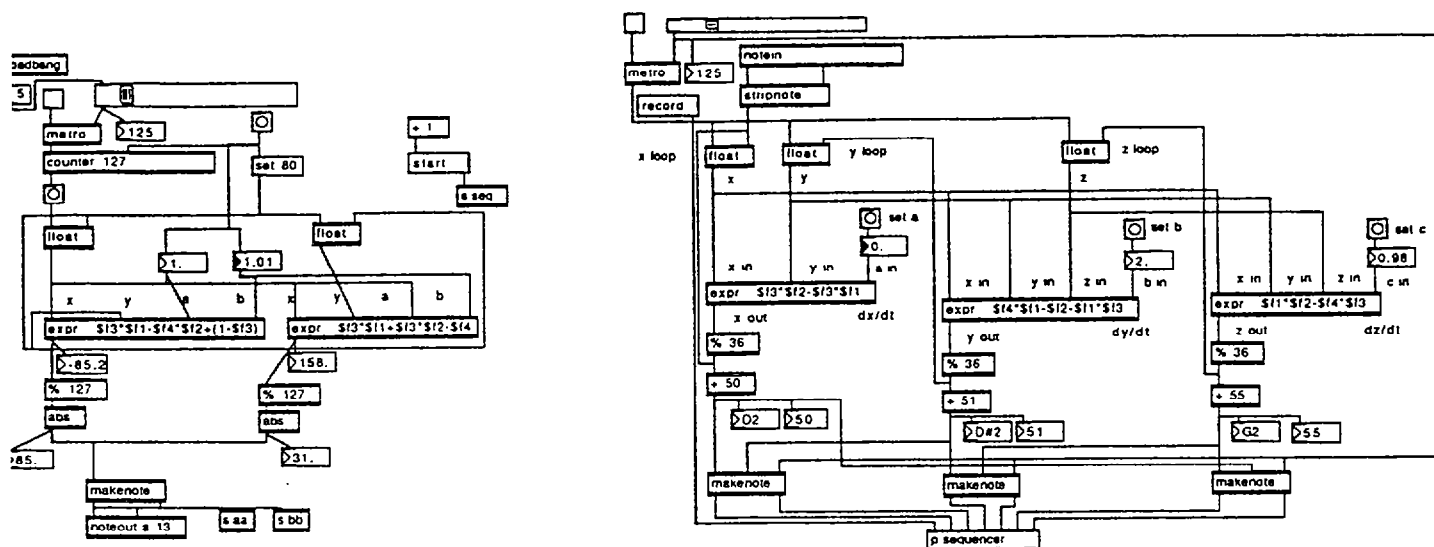 adbang
5
metro
125
counter 127
set 80
+ 1
start
s seq
float
float
1.
1.01
x y a b x y a b
expr $f3*$f1-$f4*$f2+(1-$f3)
expr $f3*$f1+$f3*$f2-$f4
-85.2
158.
% 127
% 127
abs
abs
85.
31.
makenote
noteout a 13
s aa
s bb
metro
125
notein
stripnote
record
x loop
float
float
y loop
float
z loop
x
y
z
set a
0.
set b
2.
set c
0.98
x in
y in
a in
expr $f3*$f2-$f3*$f1
x out
dx/dt
x in
y in
z in
b in
expr $f4*$f1-$f2-$f1*$f3
y out
dy/dt
x in
y in
z in
c in
expr $f1*$f2-$f4*$f3
z out
dz/dt
% 36
% 36
% 36
+ 50
+ 51
+ 55
D2
50
D#2
51
G2
55
makenote
makenote
makenote
p sequencer